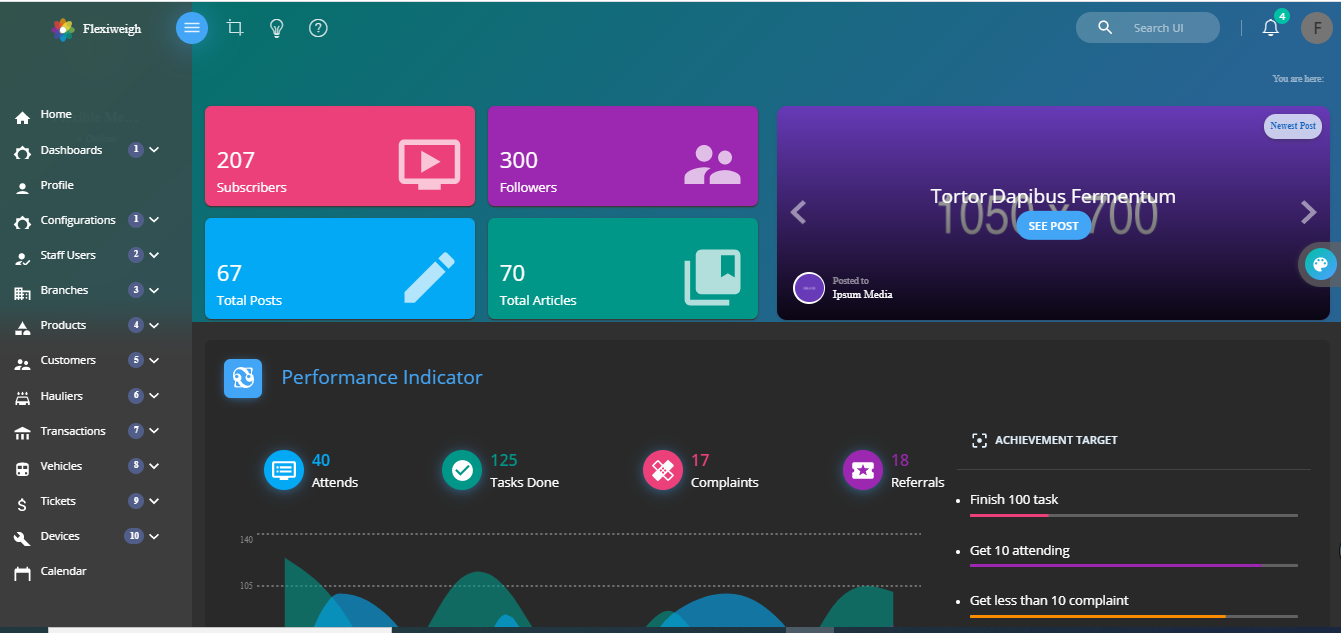 Flexiweigh
Search UI
4
F
You are here:
Home
Dashboards 1
Profile
Configurations 1
Staff Users 2
Branches 3
Products 4
Customers 5
Hauliers 6
Transactions 7
Vehicles 8
Tickets 9
Devices 10
Calendar
207
Subscribers
300
Followers
67
Total Posts
70
Total Articles
Newest Post
Tortor Dapibus Fermentum
1050 x 700
SEE POST
Posted to
Ipsum Media
Performance Indicator
40
Attends
125
Tasks Done
17
Complaints
18
Referrals
140
105
ACHIEVEMENT TARGET
Finish 100 task
Get 10 attending
Get less than 10 complaint